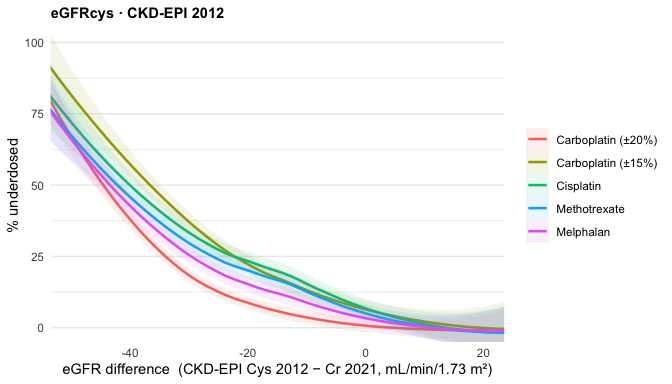 eGFRcys · CKD-EPI 2012
% underdosed
100
75
50
25
0
-40
-20
0
20
eGFR difference (CKD-EPI Cys 2012 − Cr 2021, mL/min/1.73 m²)
Carboplatin (±20%)
Carboplatin (±15%)
Cisplatin
Methotrexate
Melphalan